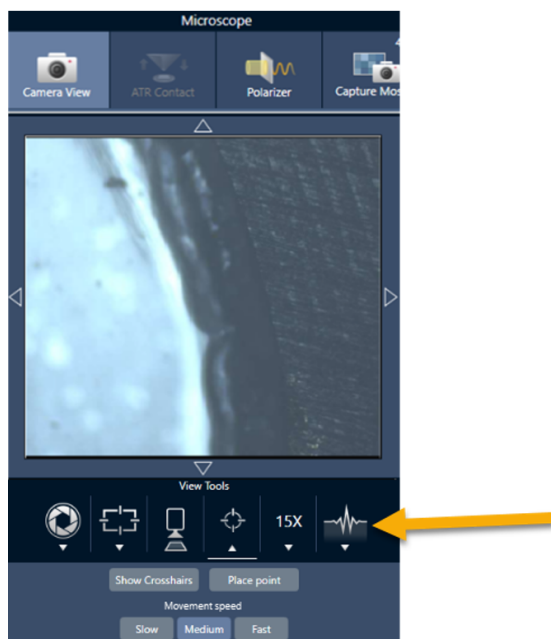 Microscope
Camera View ATR Contact Polarizer Capture Mos
View Tools
15X
Show Crosshairs Place point
Movement speed
Slow Medium Fast